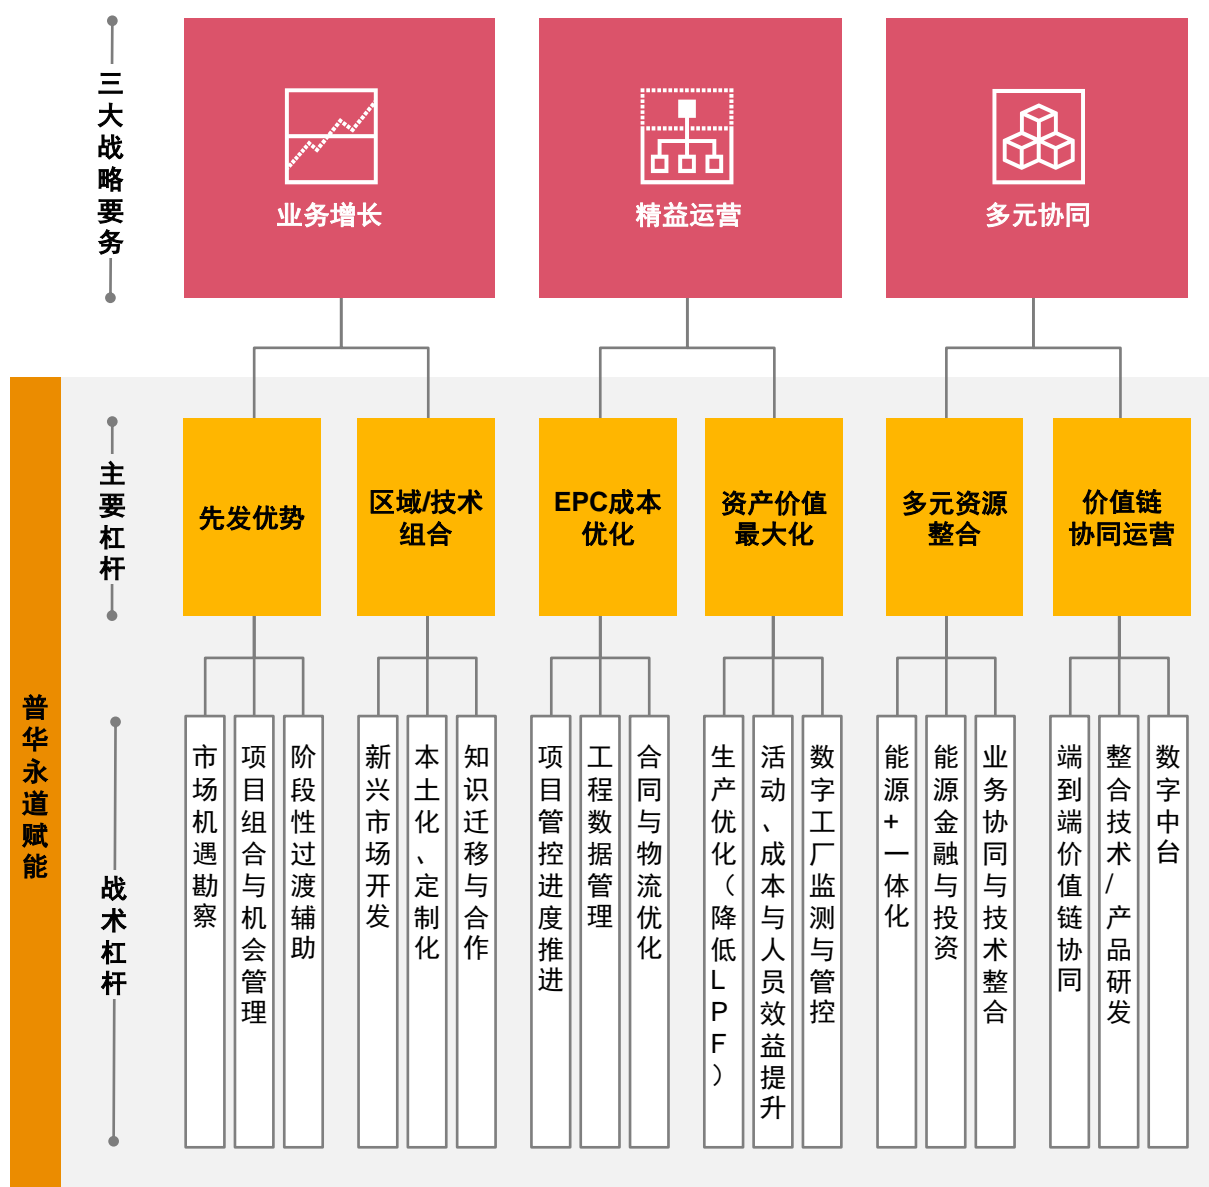 三大战略要务
业务增长
精益运营
多元协同
普华永道赋能
主要杠杆
先发优势
区域/技术
组合
EPC成本
优化
资产价值
最大化
多元资源
整合
价值链
协同运营
战术杠杆
市场机遇勘察
项目组合与机会管理
阶段性过渡辅助
新兴市场开发
本土化、定制化
知识迁移与合作
项目管控进度推进
工程数据管理
合同与物流优化
生产优化（降低LPF）
活动、成本与人员效益提升
数字工厂监测与管控
能源+一体化
能源金融与投资
业务协同与技术整合
端到端价值链协同
整合技术/产品研发
数字中台